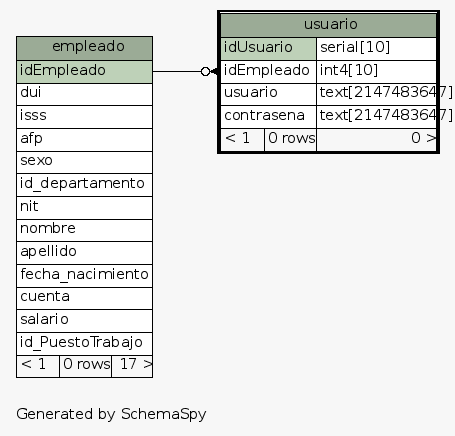 usuario
idUsuario serial[10]
idEmpleado int4[10]
usuario text[2147483647]
contrasena text[2147483647]
< 1 0 rows 0 >
empleado
idEmpleado
dui
isss
afp
sexo
id_departamento
nit
nombre
apellido
fecha_nacimiento
cuenta
salario
id_PuestoTrabajo
< 1 0 rows 17 >
Generated by SchemaSpy